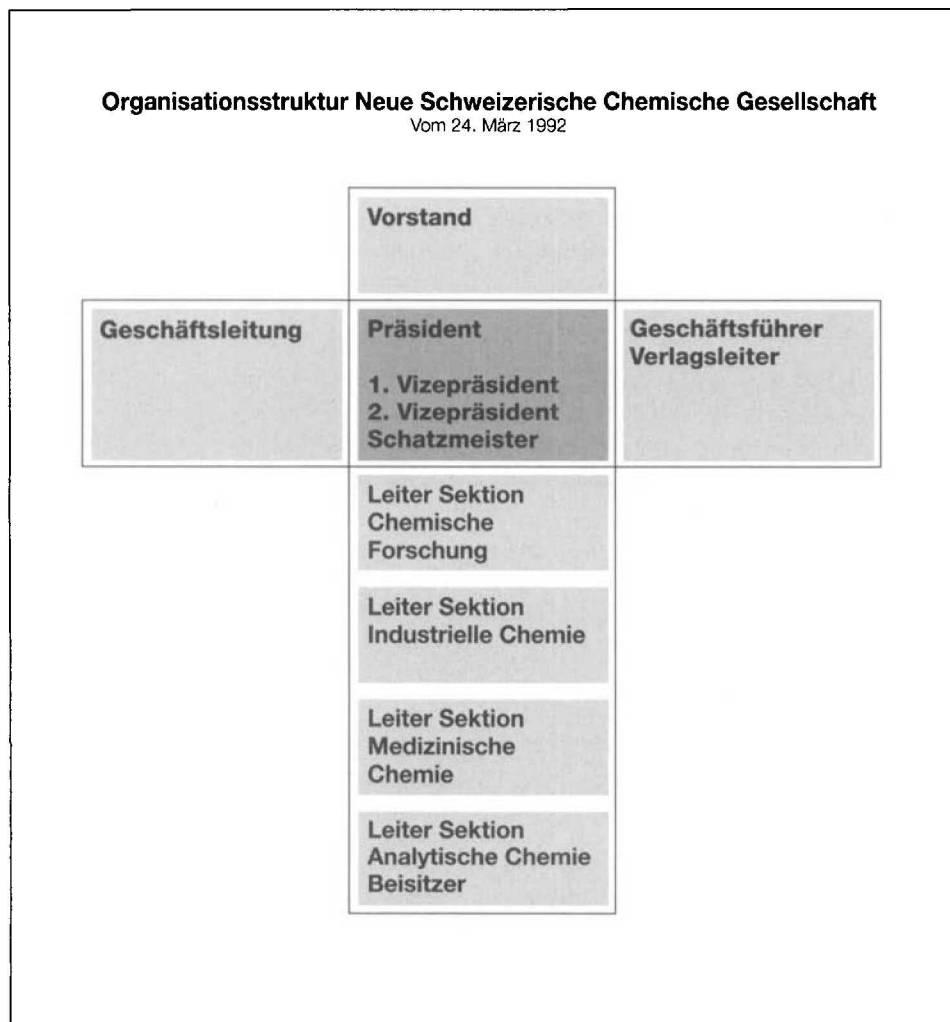 Organisationsstruktur Neue Schweizerische Chemische Gesellschaft
Vom 24. März 1992
Vorstand
Geschäftsleitung
Präsident
1. Vizepräsident
2. Vizepräsident
Schatzmeister
Geschäftsführer
Verlagsleiter
Leiter Sektion
Chemische
Forschung
Leiter Sektion
Industrielle Chemie
Leiter Sektion
Medizinische
Chemie
Leiter Sektion
Analytische Chemie
Beisitzer